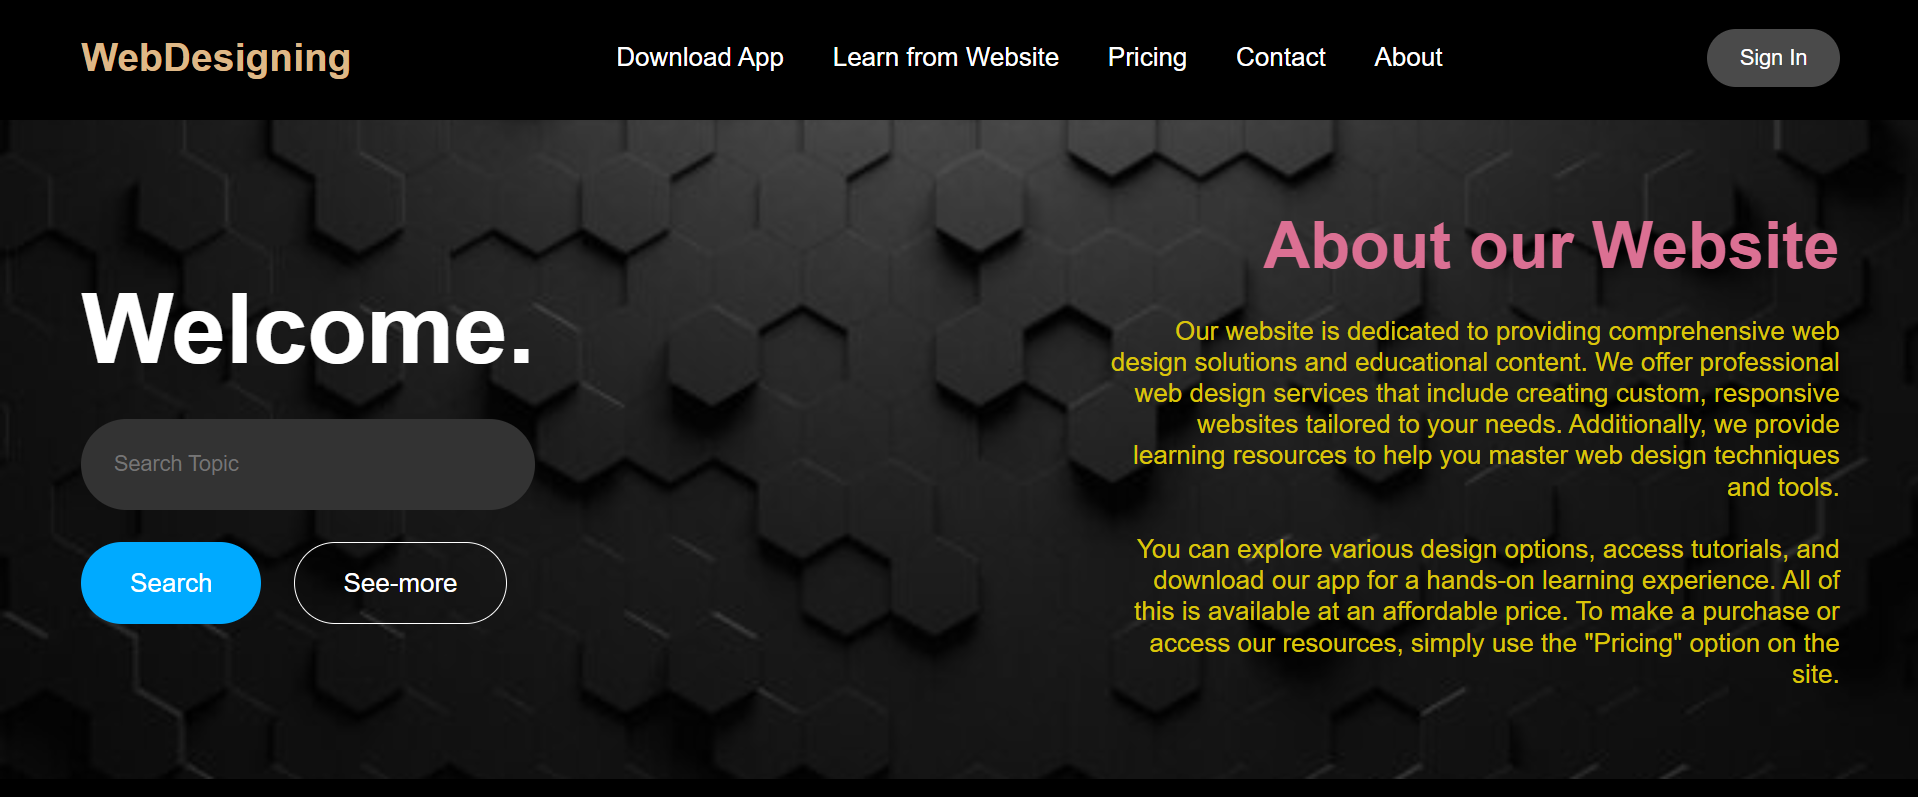 WebDesigning
Download App
Learn from Website
Pricing
Contact
About
Sign In
Welcome.
Search Topic
Search
See-more
About our Website
Our website is dedicated to providing comprehensive web
design solutions and educational content. We offer professional
web design services that include creating custom, responsive
websites tailored to your needs. Additionally, we provide
learning resources to help you master web design techniques
and tools.
You can explore various design options, access tutorials, and
download our app for a hands-on learning experience. All of
this is available at an affordable price. To make a purchase or
access our resources, simply use the "Pricing" option on the
site.